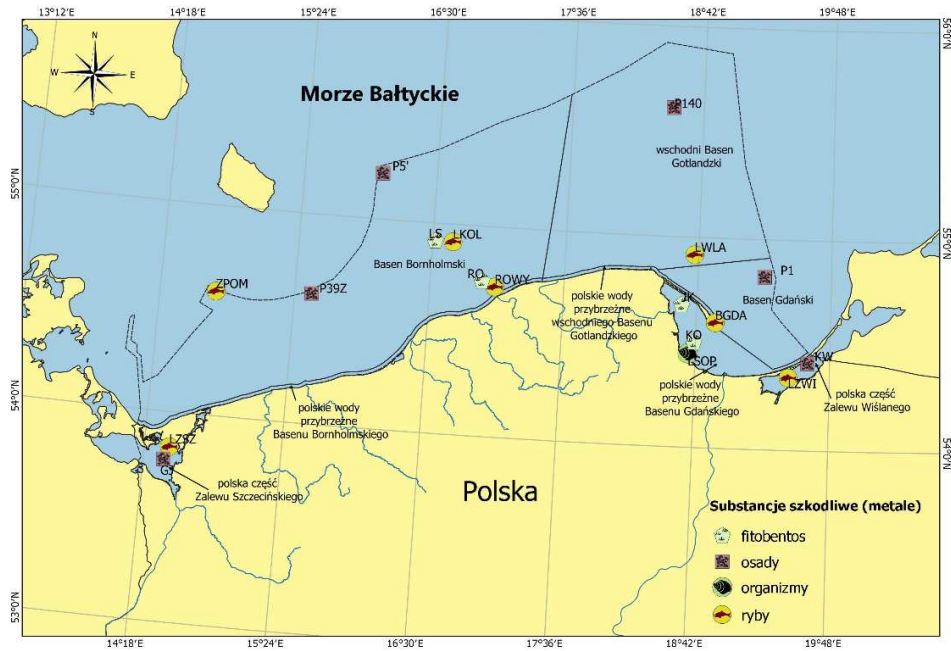 13°12' 14°18' 15°24' 16°30' 17°36' 18°42' 19°48'
56°0'N
N
W E
S
Morze Bałtyckie
P140
wschodni Basen
Gotlandzki
P5'
55°0'N
55°0'N
LS
LKOL
LWLA
Basen Bornholmski
RO
ROWY
P1
ZPOM
P39Z
Basen Gdański
JK
polskie wody
przybrzeżne
wschodniego Basenu
Gotlandzkiego
BGDA
KO
LSOP
KW
LZWI
polska część
Zalewu Wiślanego
polskie wody
przybrzeżne
Basenu Gdańskiego
54°0'N
54°0'N
polskie wody
przybrzeżne
Basenu Bornholmskiego
LZSZ
polska część
Zalewu Szczecińskiego
Polska
Substancje szkodliwe (metale)
fitobentos
osady
organizmy
ryby
53°0'N
14°18' 15°24' 16°30' 17°36' 18°42' 19°48'